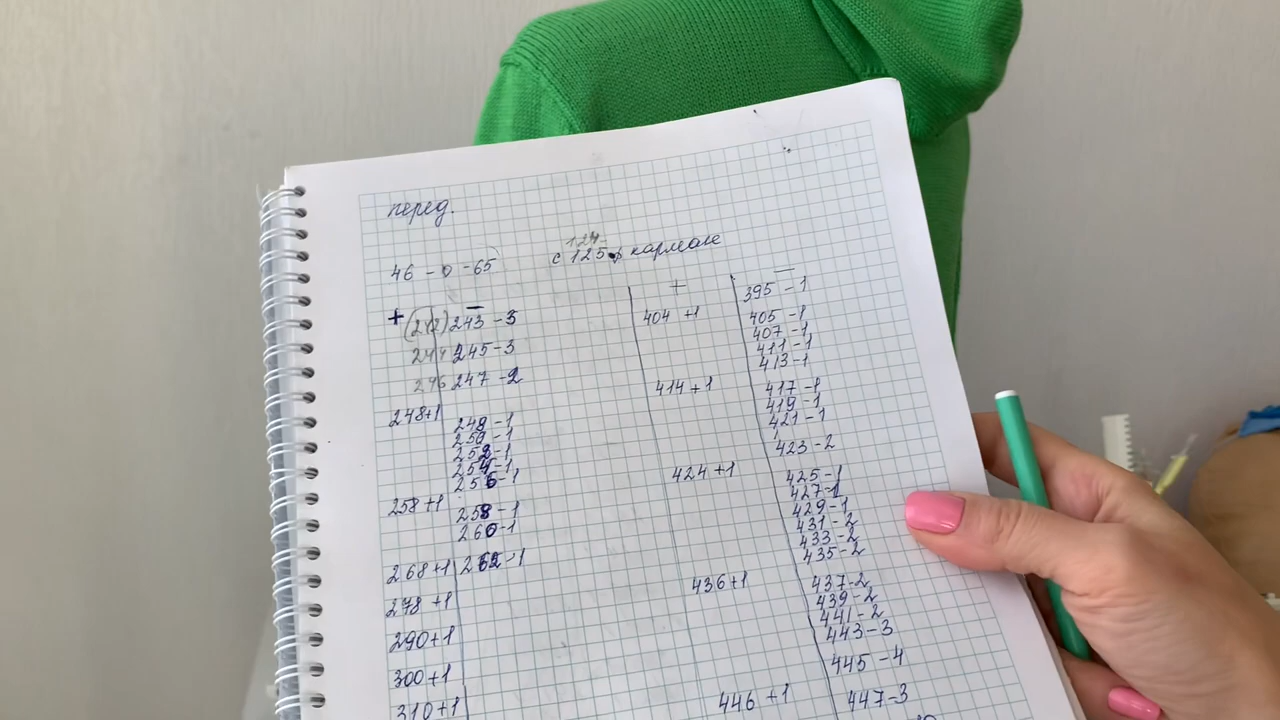 перед.
46 - 0 - 65
124
с 125 р кармане
+ (242) 243 - 3
244 245 - 3
246 247 - 2
248+1
249 - 1
250 - 1
252 - 1
254 - 1
256 - 1
258 +1
258 - 1
260 - 1
268 +1 262 - 1
278 +1
290 +1
300 +1
310 +1
+
404 +1
414 +1
424 +1
436 +1
446 +1
395 - 1
405 - 1
407 - 1
411 - 1
413 - 1
417 - 1
419 - 1
421 - 1
423 - 2
425 - 1
427 - 1
429 - 1
431 - 2
433 - 2
435 - 2
437 - 2
439 - 2
441 - 2
443 - 3
445 - 4
447 - 3